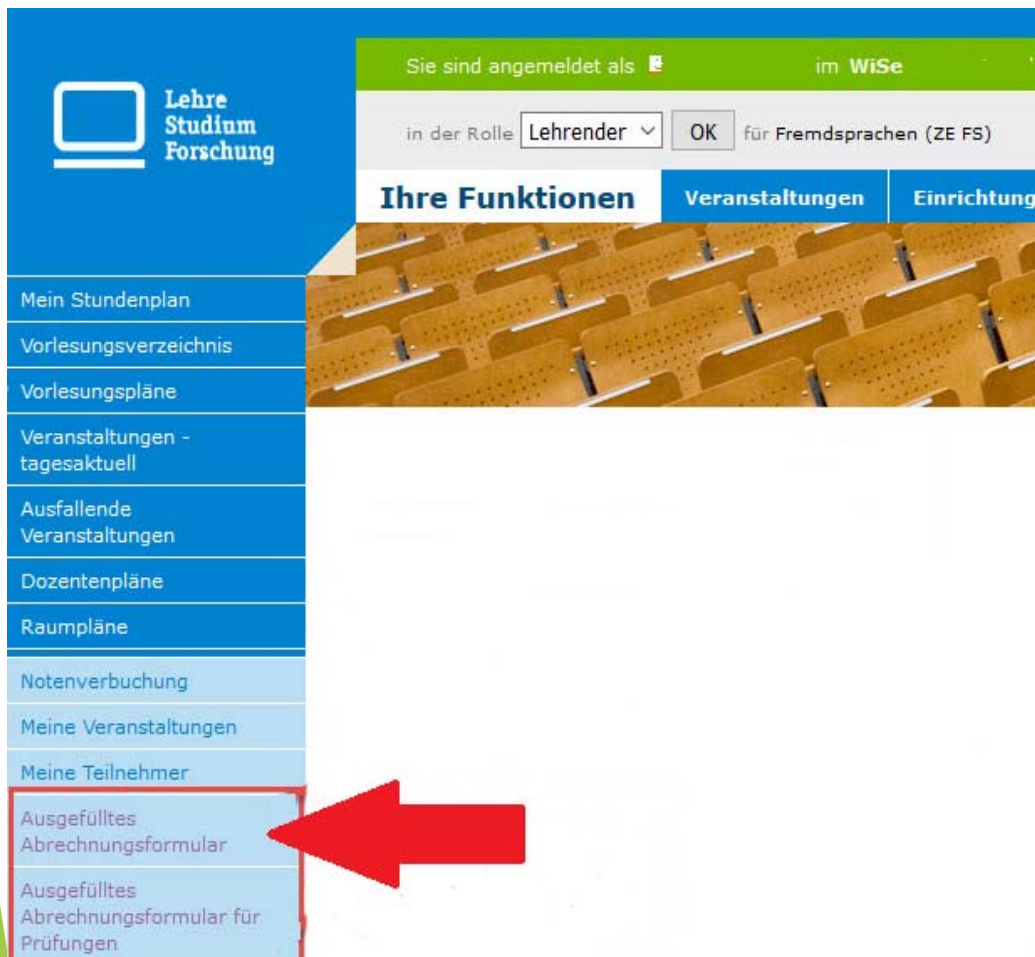 Sie sind angemeldet als im WiSe
Lehre
Studium
Forschung
in der Rolle Lehrender OK für Fremdsprachen (ZE FS)
Ihre Funktionen Veranstaltungen Einrichtung
Mein Stundenplan
Vorlesungsverzeichnis
Vorlesungspläne
Veranstaltungen -
tagesaktuell
Ausfallende
Veranstaltungen
Dozentenpläne
Raumpläne
Notenverbuchung
Meine Veranstaltungen
Meine Teilnehmer
Ausgefülltes
Abrechnungsformular
Ausgefülltes
Abrechnungsformular für
Prüfungen